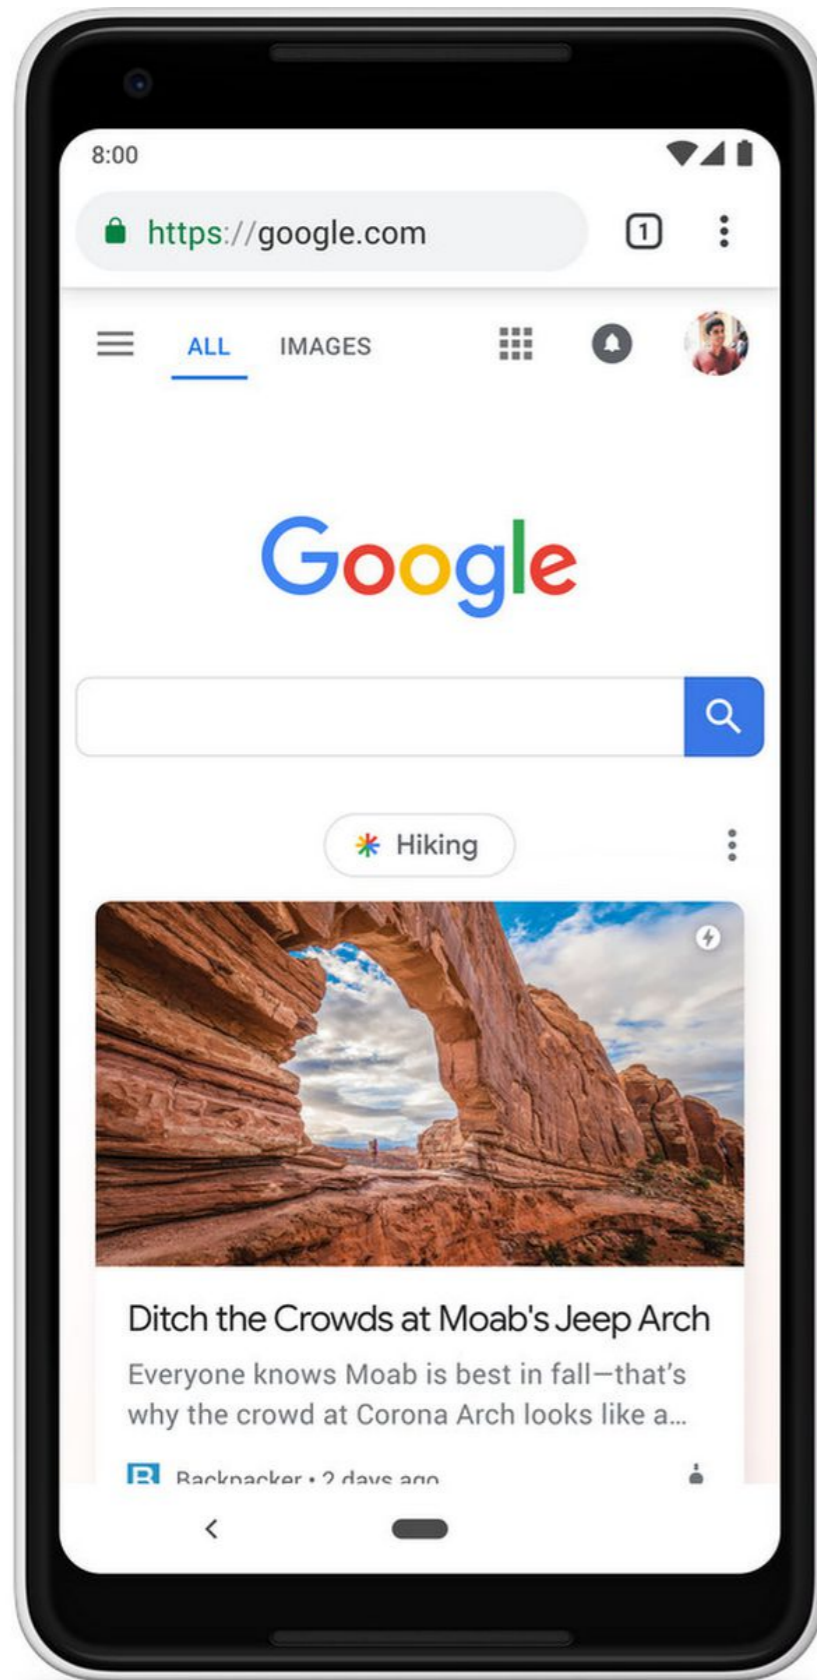 8:00
https://google.com
1
ALL IMAGES
Google
Hiking
Ditch the Crowds at Moab's Jeep Arch
Everyone knows Moab is best in fall—that's
why the crowd at Corona Arch looks like a...
B Backpacker • 2 days ago